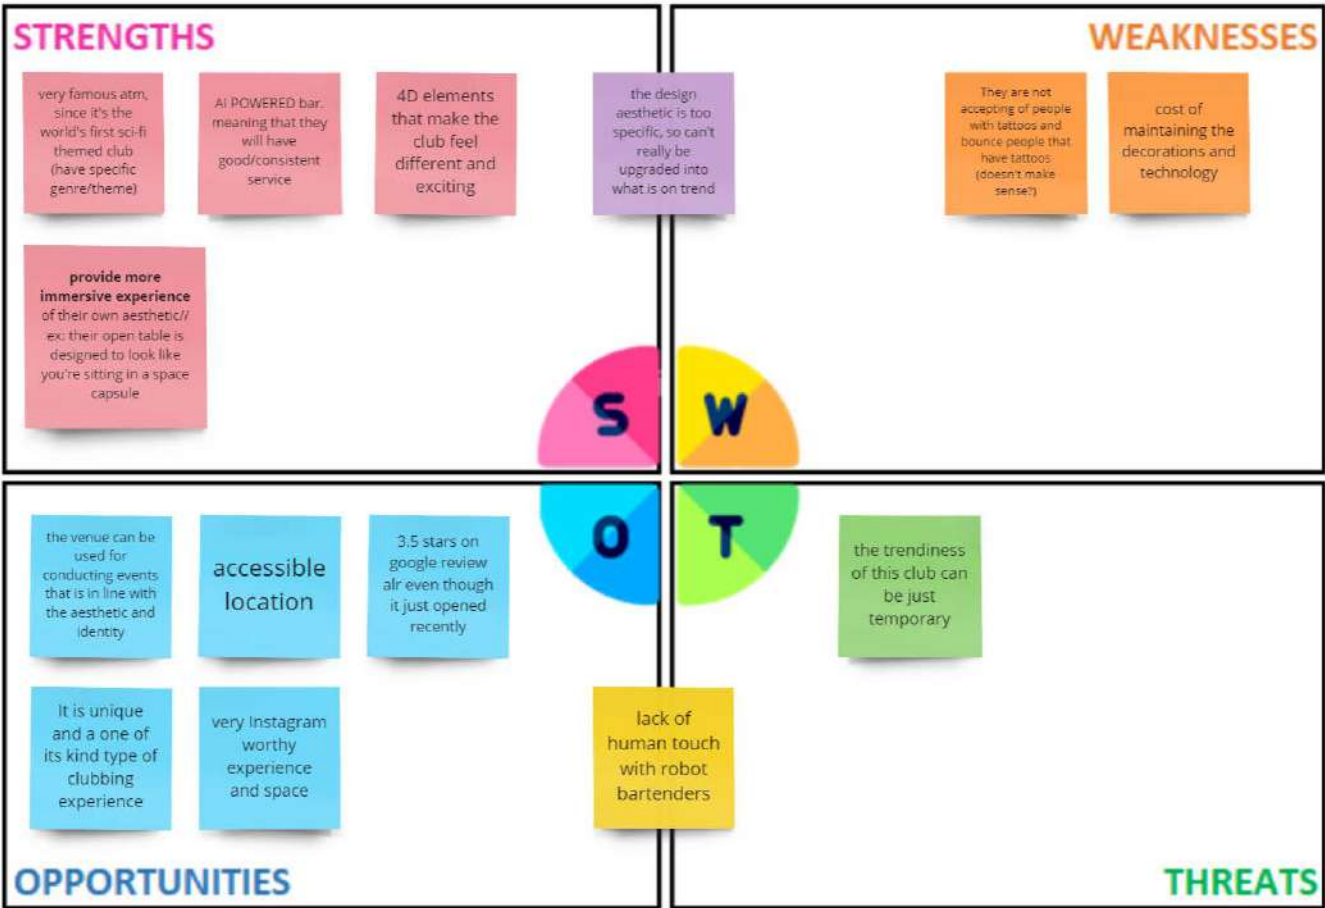 STRENGTHS
very famous atm,
since it's the
world's first sci-fi
themed club
(have specific
genre/theme)
AI POWERED bar.
meaning that they
will have
good/consistent
service
4D elements
that make the
club feel
different and
exciting
the design
aesthetic is too
specific, so can't
really be
upgraded into
what is on trend
provide more
immersive experience
of their own aesthetic//
ex: their open table is
designed to look like
you're sitting in a space
capsule
WEAKNESSES
They are not
accepting of people
with tattoos and
bounce people that
have tattoos
(doesn't make
sense?)
cost of
maintaining the
decorations and
technology
S
W
O
T
the venue can be
used for
conducting events
that is in line with
the aesthetic and
identity
accessible
location
3.5 stars on
google review
alr even though
it just opened
recently
It is unique
and a one of
its kind type of
clubbing
experience
very Instagram
worthy
experience
and space
lack of
human touch
with robot
bartenders
OPPORTUNITIES
the trendiness
of this club can
be just
temporary
THREATS